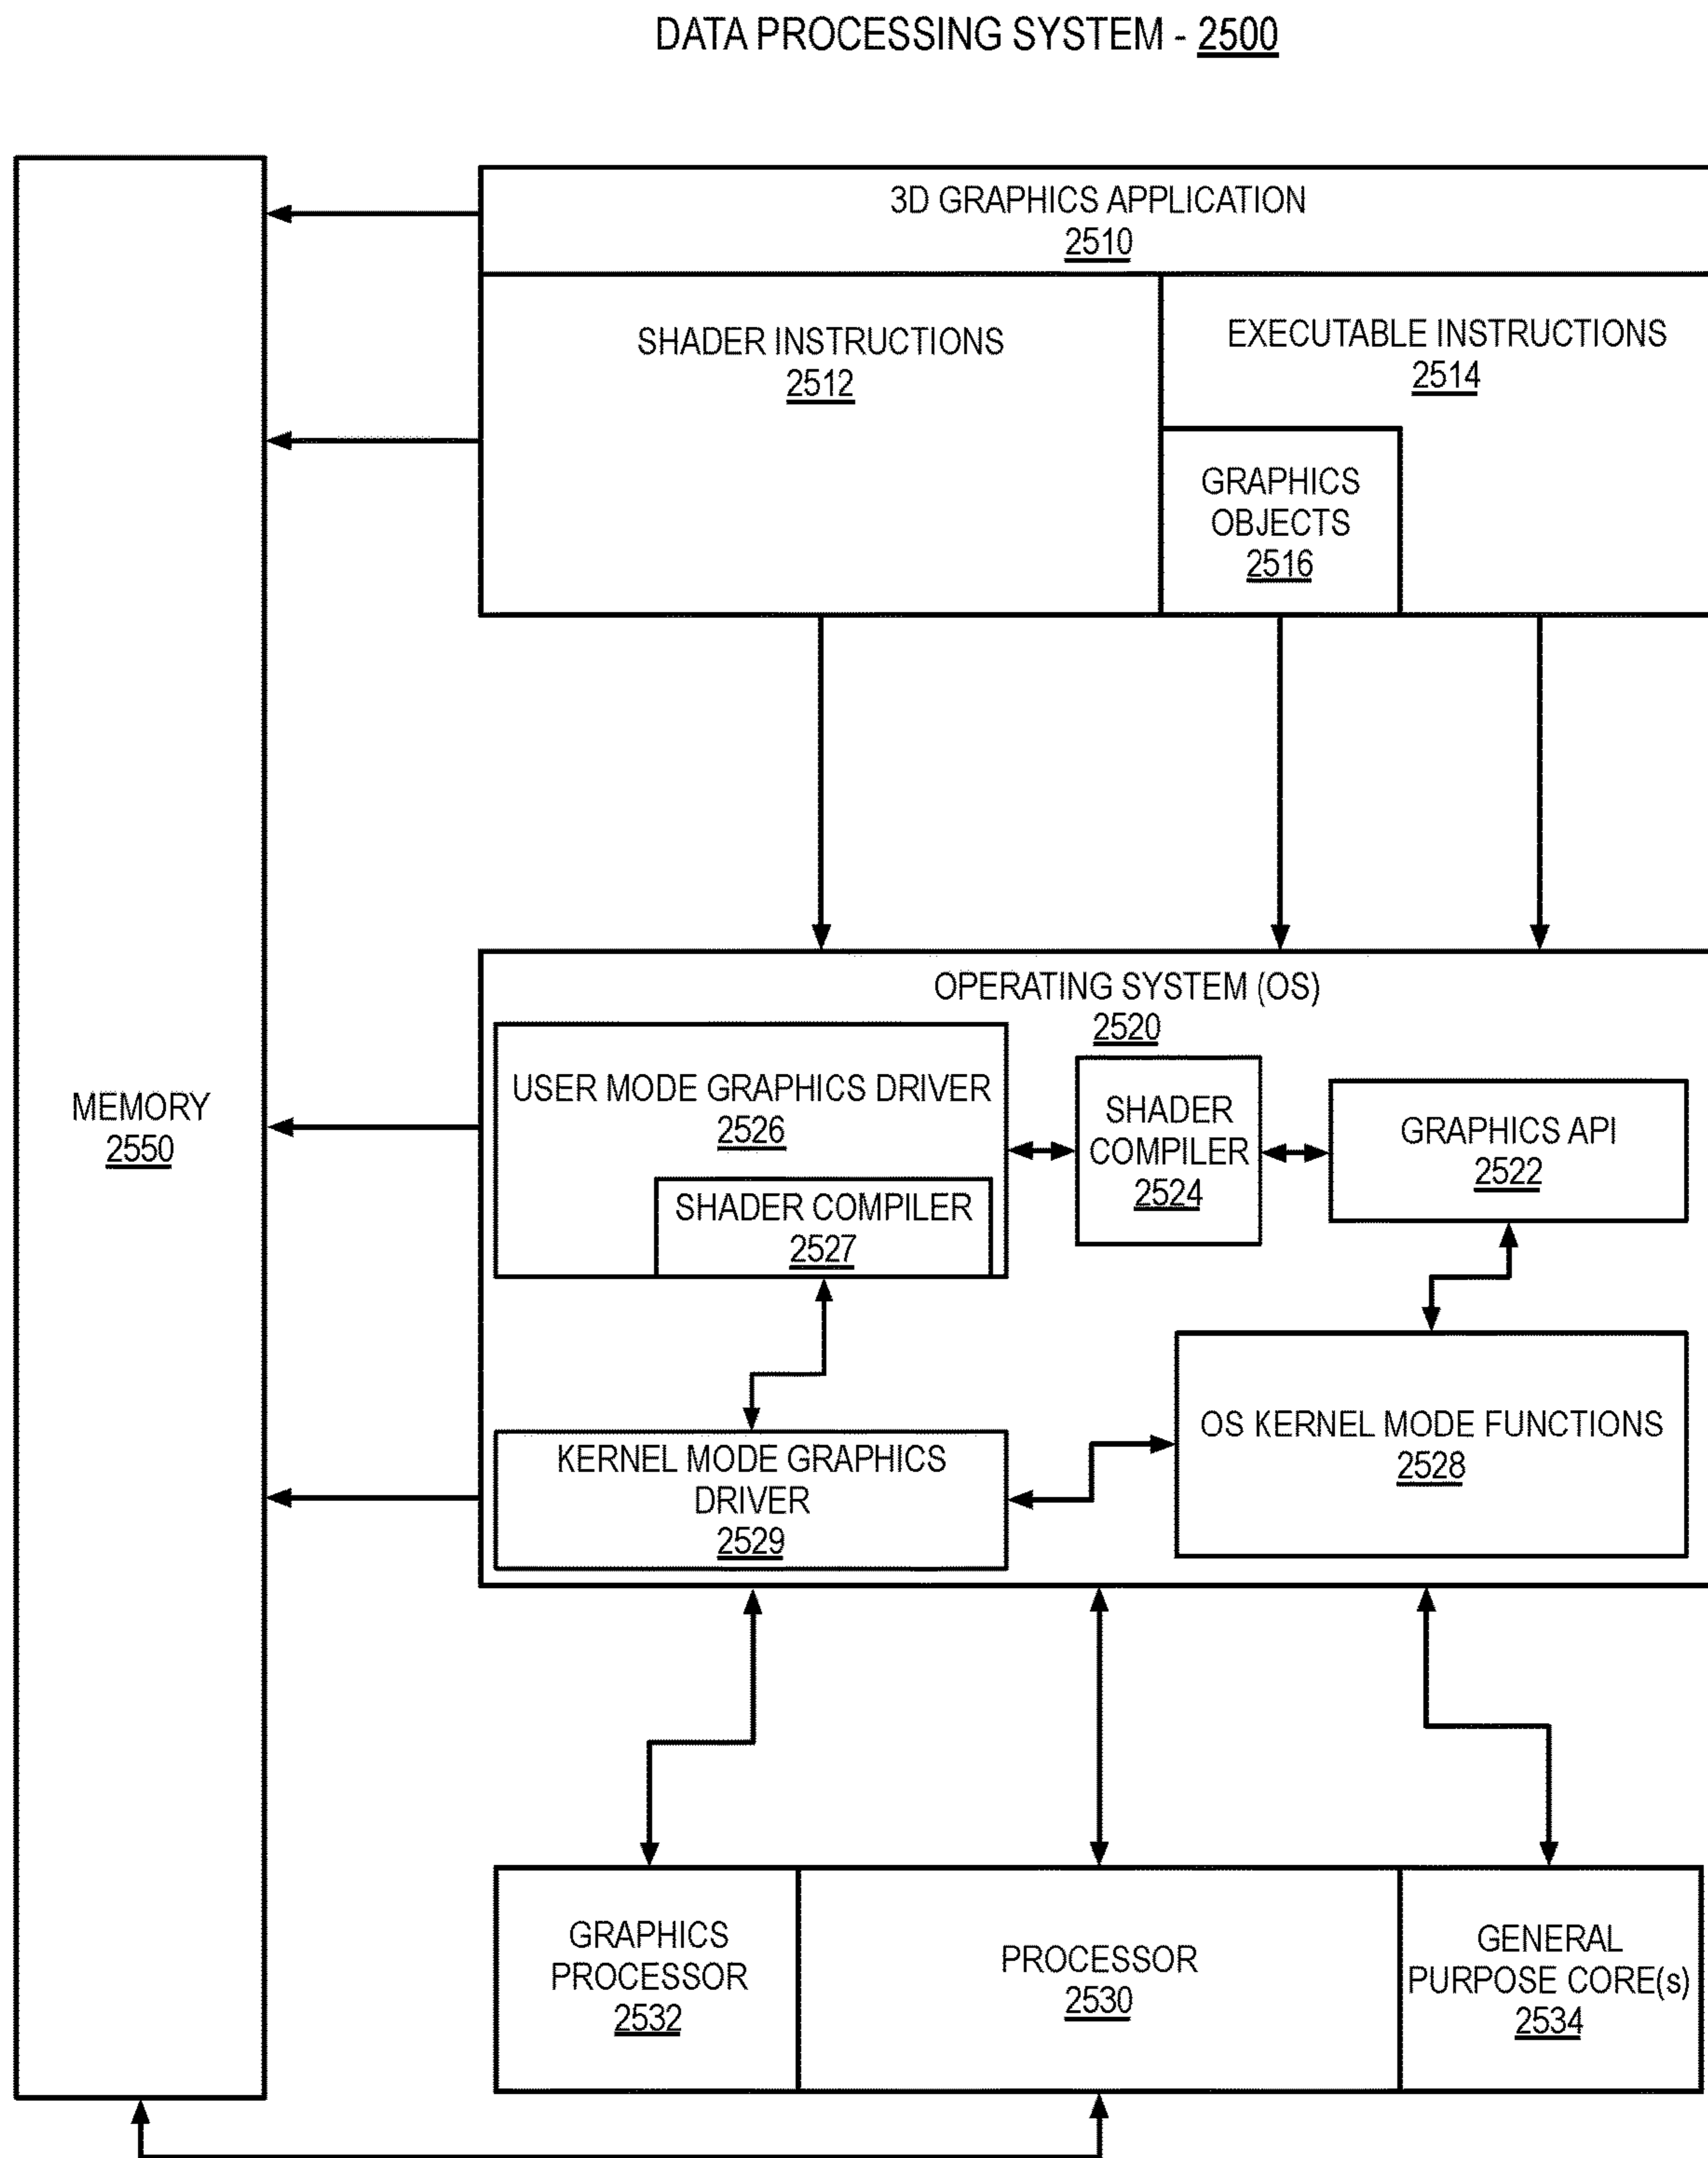 DATA PROCESSING SYSTEM - 2500
3D GRAPHICS APPLICATION
2510
SHADER INSTRUCTIONS
2512
EXECUTABLE INSTRUCTIONS
2514
GRAPHICS
OBJECTS
2516
OPERATING SYSTEM (OS)
2520
USER MODE GRAPHICS DRIVER
2526
SHADER COMPILER
2527
SHADER
COMPILER
2524
GRAPHICS API
2522
MEMORY
2550
KERNEL MODE GRAPHICS
DRIVER
2529
OS KERNEL MODE FUNCTIONS
2528
GRAPHICS
PROCESSOR
2532
PROCESSOR
2530
GENERAL
PURPOSE CORE(s)
2534